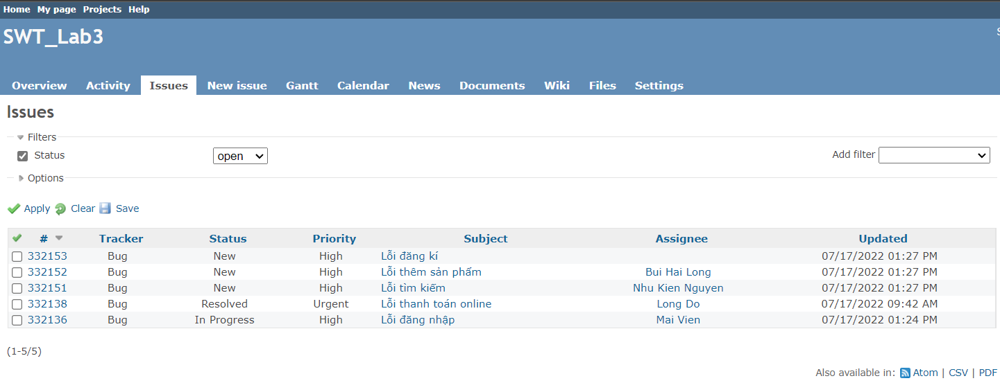 Home My page Projects Help
SWT_Lab3
Overview Activity Issues New issue Gantt Calendar News Documents Wiki Files Settings
Issues
Filters
Status open Add filter
Options
Apply Clear Save
# Tracker Status Priority Subject Assignee Updated
332153 Bug New High Lỗi đăng kí 07/17/2022 01:27 PM
332152 Bug New High Lỗi thêm sản phẩm Bui Hai Long 07/17/2022 01:27 PM
332151 Bug New High Lỗi tìm kiếm Nhu Kien Nguyen 07/17/2022 01:27 PM
332138 Bug Resolved Urgent Lỗi thanh toán online Long Do 07/17/2022 09:42 AM
332136 Bug In Progress High Lỗi đăng nhập Mai Vien 07/17/2022 01:24 PM
(1-5/5)
Also available in: Atom | CSV | PDF